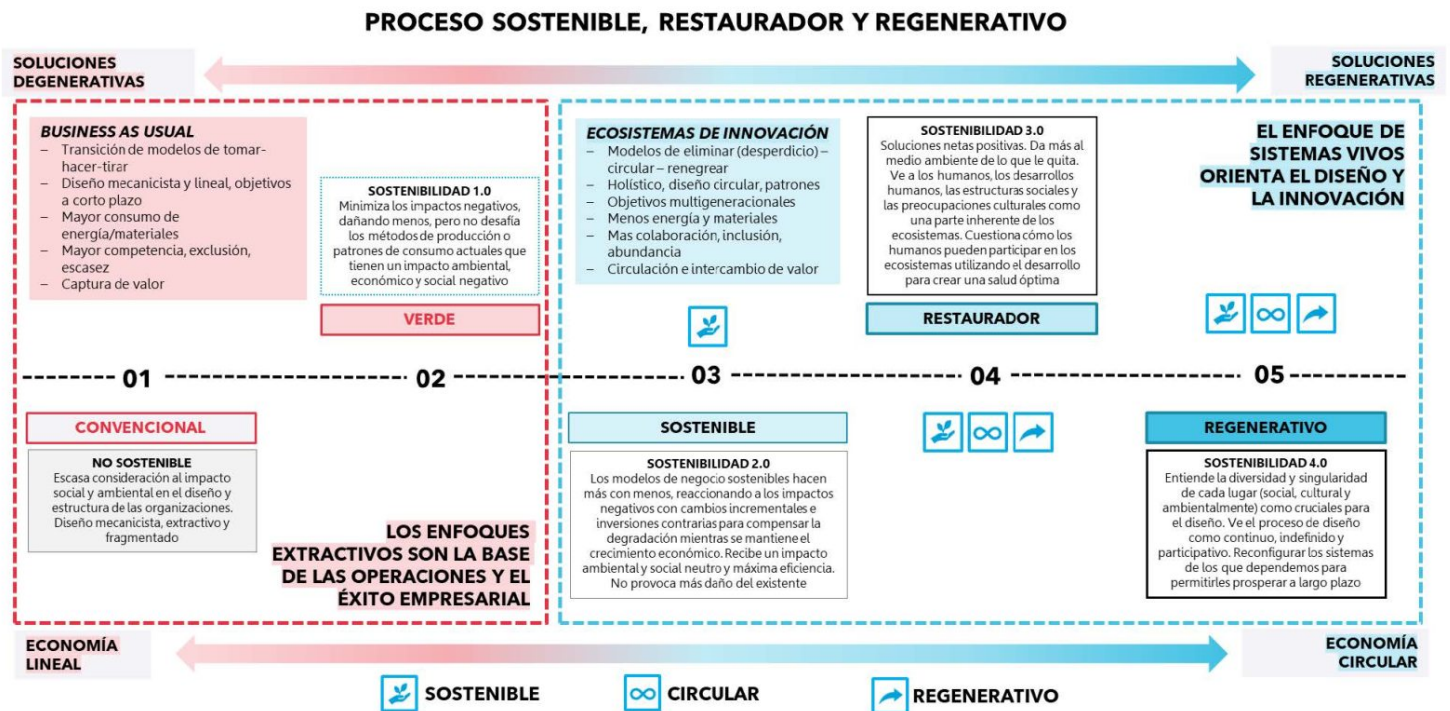 PROCESO SOSTENIBLE, RESTAURADOR Y REGENERATIVO
SOLUCIONES
DEGENERATIVAS
SOLUCIONES
REGENERATIVAS
BUSINESS AS USUAL
– Transición de modelos de tomar-
hacer-tirar
– Diseño mecanicista y lineal, objetivos
a corto plazo
– Mayor consumo de
energía/materiales
– Mayor competencia, exclusión,
escasez
– Captura de valor
SOSTENIBILIDAD 1.0
Minimiza los impactos negativos,
dañando menos, pero no desafía
los métodos de producción o
patrones de consumo actuales que
tienen un impacto ambiental,
económico y social negativo
VERDE
ECOSISTEMAS DE INNOVACIÓN
– Modelos de eliminar (desperdicio) –
circular – renegrear
– Holístico, diseño circular, patrones
– Objetivos multigeneracionales
– Menos energía y materiales
– Mas colaboración, inclusión,
abundancia
– Circulación e intercambio de valor
SOSTENIBILIDAD 3.0
Soluciones netas positivas. Da más al
medio ambiente de lo que le quita.
Ve a los humanos, los desarrollos
humanos, las estructuras sociales y
las preocupaciones culturales como
una parte inherente de los
ecosistemas. Cuestiona cómo los
humanos pueden participar en los
ecosistemas utilizando el desarrollo
para crear una salud óptima
RESTAURADOR
EL ENFOQUE DE
SISTEMAS VIVOS
ORIENTA EL DISEÑO Y
LA INNOVACIÓN
01
02
03
04
05
CONVENCIONAL
NO SOSTENIBLE
Escasa consideración al impacto
social y ambiental en el diseño y
estructura de las organizaciones.
Diseño mecanicista, extractivo y
fragmentado
LOS ENFOQUES
EXTRACTIVOS SON LA BASE
DE LAS OPERACIONES Y EL
ÉXITO EMPRESARIAL
SOSTENIBLE
SOSTENIBILIDAD 2.0
Los modelos de negocio sostenibles hacen
más con menos, reaccionando a los impactos
negativos con cambios incrementales e
inversiones contrarias para compensar la
degradación mientras se mantiene el
crecimiento económico. Recibe un impacto
ambiental y social neutro y máxima eficiencia.
No provoca más daño del existente
REGENERATIVO
SOSTENIBILIDAD 4.0
Entiende la diversidad y singularidad
de cada lugar (social, cultural y
ambientalmente) como cruciales para
el diseño. Ve el proceso de diseño
como continuo, indefinido y
participativo. Reconfigurar los sistemas
de los que dependemos para
permitirles prosperar a largo plazo
ECONOMÍA
LINEAL
ECONOMÍA
CIRCULAR
SOSTENIBLE
CIRCULAR
REGENERATIVO